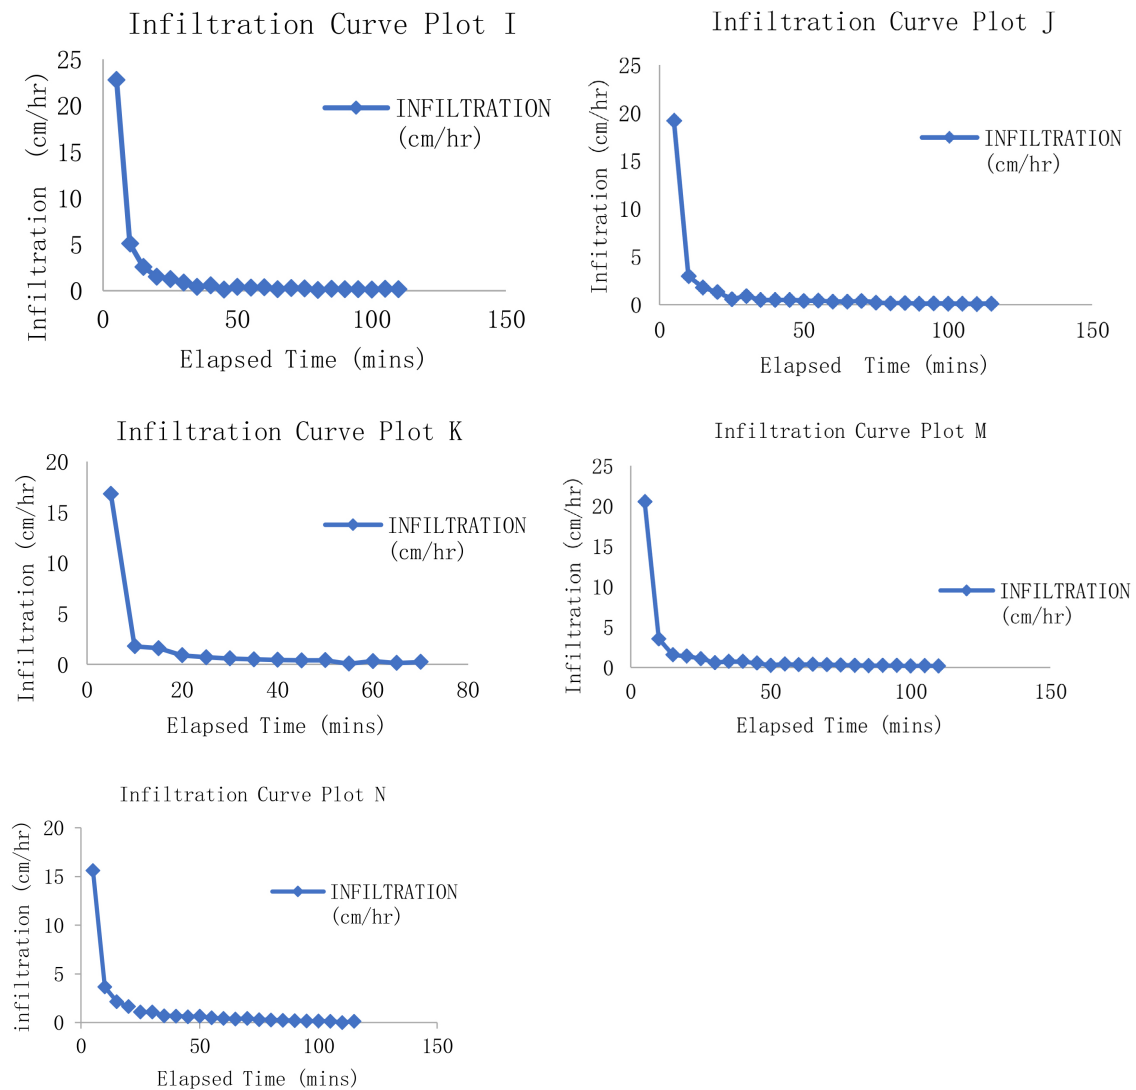 Infiltration Curve Plot I
Infiltration (cm/hr)
25
20
15
10
5
0
0 50 100 150
Elapsed Time (mins)
INFILTRATION
(cm/hr)
Infiltration Curve Plot J
Infitration (cm/hr)
25
20
15
10
5
0
0 50 100 150
Elapsed Time (mins)
INFILTRATION
(cm/hr)
Infiltration Curve Plot K
Infiltration (cm/hr)
20
15
10
5
0
0 20 40 60 80
Elapsed Time (mins)
INFILTRATION
(cm/hr)
Infiltration Curve Plot M
Infiltration (cm/hr)
25
20
15
10
5
0
0 50 100 150
Elapsed Time (mins)
INFILTRATION
(cm/hr)
Infiltration Curve Plot N
infiltration (cm/hr)
20
15
10
5
0
0 50 100 150
Elapsed Time (mins)
INFILTRATION
(cm/hr)